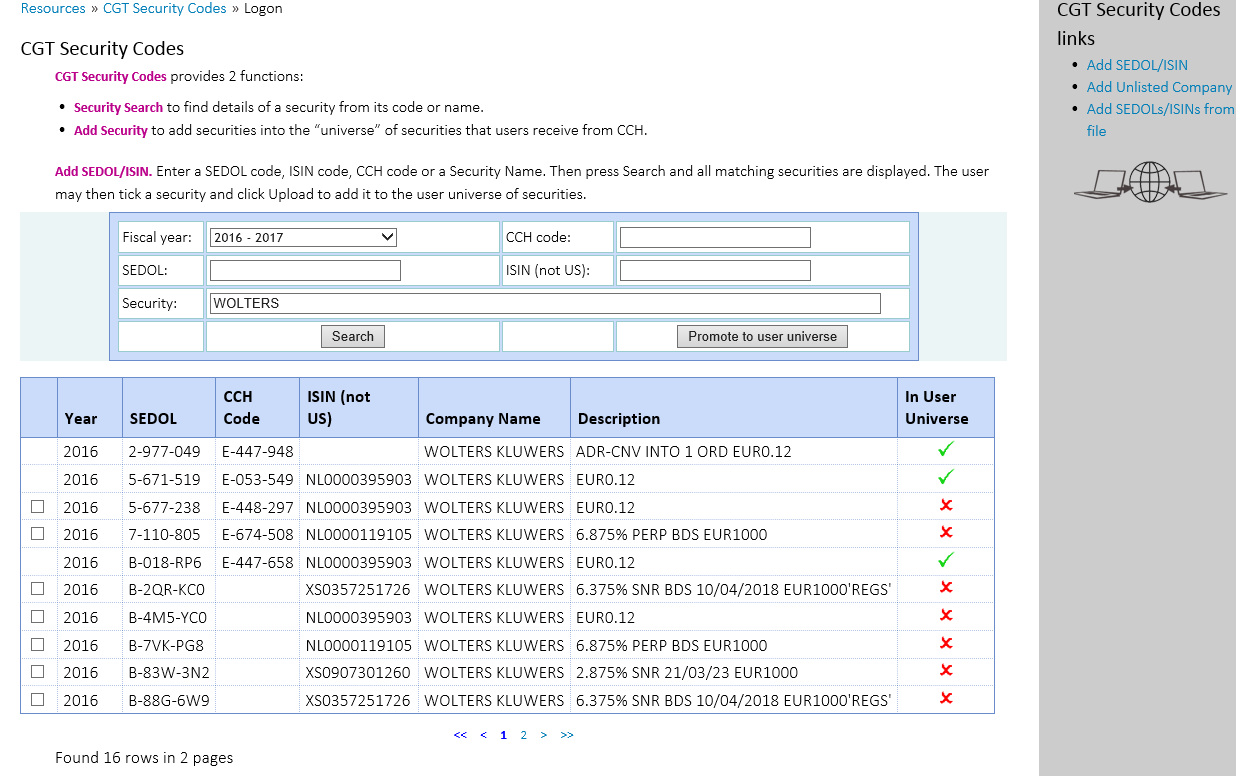 Resources » CGT Security Codes » Logon
CGT Security Codes
CGT Security Codes provides 2 functions:
• Security Search to find details of a security from its code or name.
• Add Security to add securities into the “universe” of securities that users receive from CCH.
Add SEDOL/ISIN. Enter a SEDOL code, ISIN code, CCH code or a Security Name. Then press Search and all matching securities are displayed. The user
may then tick a security and click Upload to add it to the user universe of securities.
Fiscal year: 2016 - 2017 CCH code:
SEDOL: ISIN (not US):
Security: WOLTERS
Search Promote to user universe
Year SEDOL CCH Code ISIN (not US) Company Name Description In User Universe
2016 2-977-049 E-447-948 WOLTERS KLUWERS ADR-CNV INTO 1 ORD EUR0.12
2016 5-671-519 E-053-549 NL0000395903 WOLTERS KLUWERS EUR0.12
2016 5-677-238 E-448-297 NL0000395903 WOLTERS KLUWERS EUR0.12
2016 7-110-805 E-674-508 NL0000119105 WOLTERS KLUWERS 6.875% PERP BDS EUR1000
2016 B-018-RP6 E-447-658 NL0000395903 WOLTERS KLUWERS EUR0.12
2016 B-2QR-KC0 XS0357251726 WOLTERS KLUWERS 6.375% SNR BDS 10/04/2018 EUR1000'REGS'
2016 B-4M5-YC0 NL0000395903 WOLTERS KLUWERS EUR0.12
2016 B-7VK-PG8 NL0000119105 WOLTERS KLUWERS 6.875% PERP BDS EUR1000
2016 B-83W-3N2 XS0907301260 WOLTERS KLUWERS 2.875% SNR 21/03/23 EUR1000
2016 B-88G-6W9 XS0357251726 WOLTERS KLUWERS 6.375% SNR BDS 10/04/2018 EUR1000'REGS'
<< < 1 2 > >>
Found 16 rows in 2 pages
CGT Security Codes
links
• Add SEDOL/ISIN
• Add Unlisted Company
• Add SEDOLs/ISINs from
file